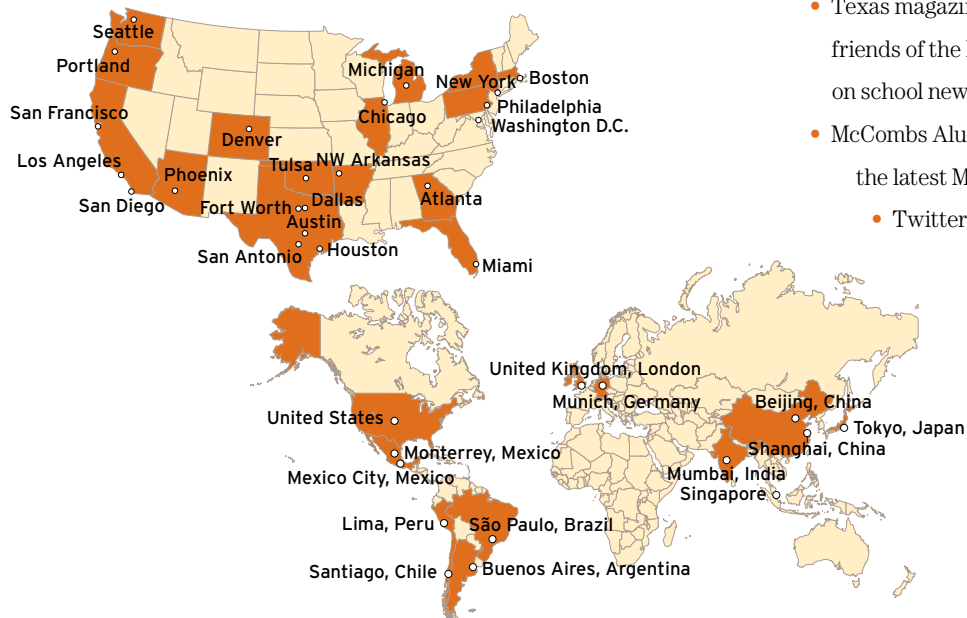 Seattle
Portland
San Francisco
Los Angeles
San Diego
Phoenix
Denver
Tulsa
NW Arkansas
Fort Worth
Dallas
Austin
San Antonio
Houston
Michigan
Chicago
New York
Boston
Philadelphia
Washington D.C.
Atlanta
Miami
• Texas magazin
friends of the
on school new
• McCombs Alu
the latest M
• Twitter
United States
Monterrey, Mexico
Mexico City, Mexico
Lima, Peru
São Paulo, Brazil
Santiago, Chile
Buenos Aires, Argentina
United Kingdom, London
Munich, Germany
Beijing, China
Tokyo, Japan
Shanghai, China
Mumbai, India
Singapore